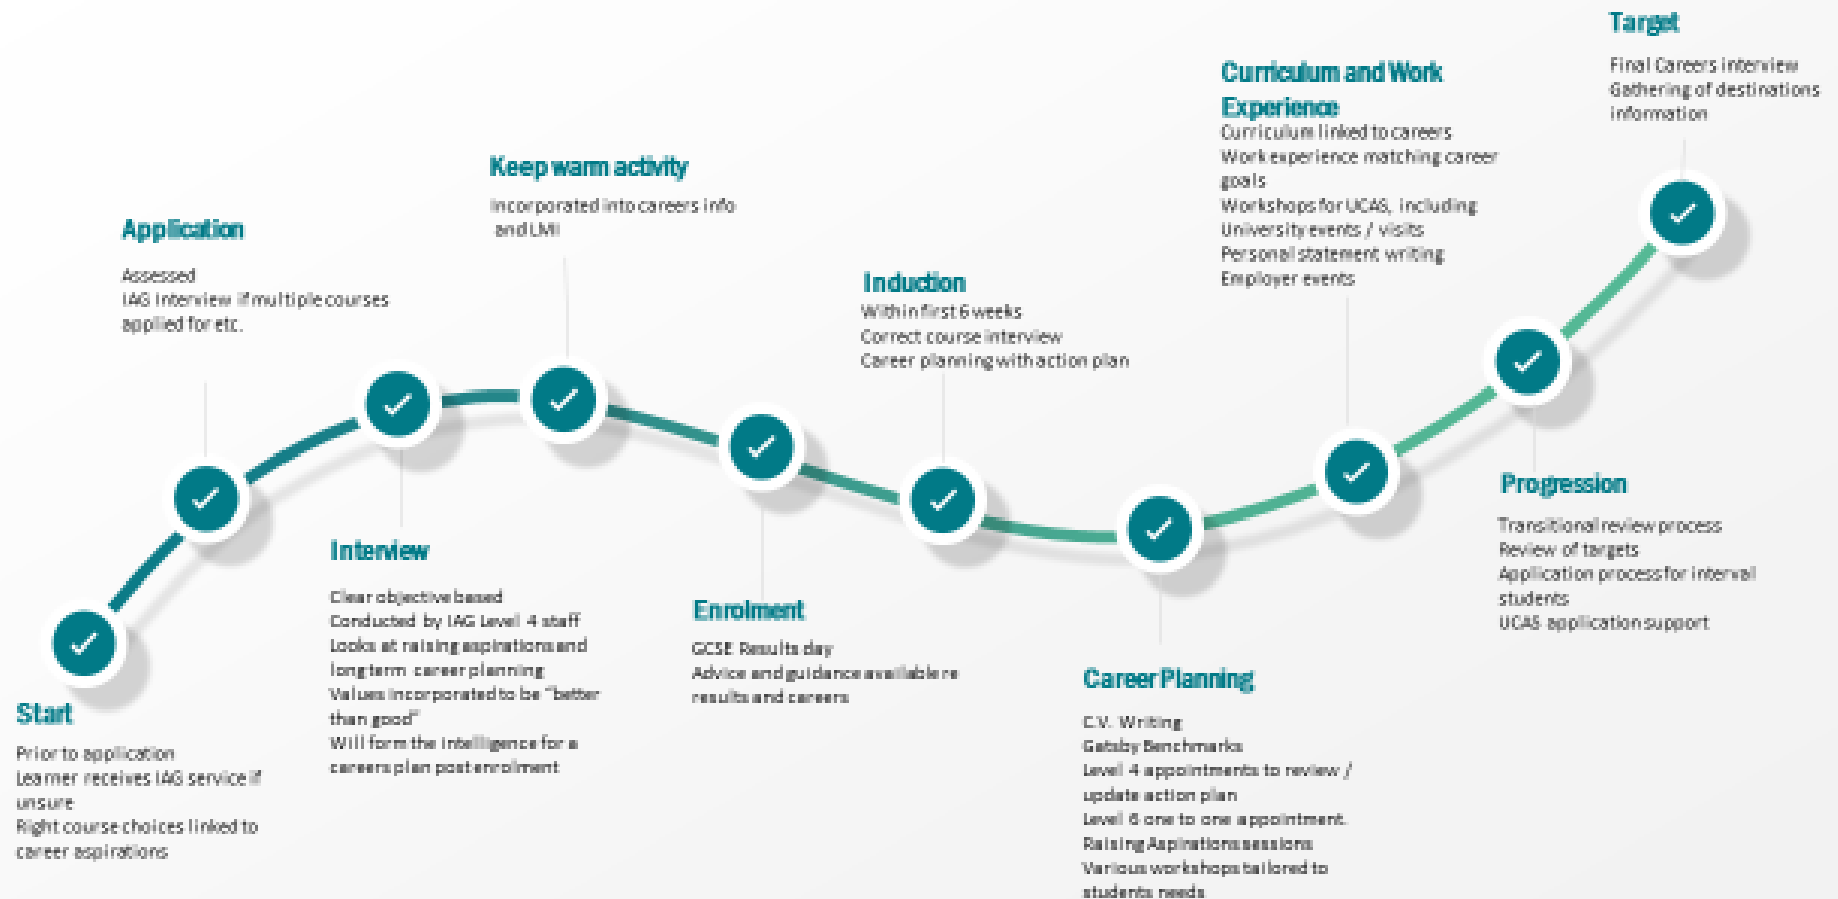 Start
Prior to application
Learner receives IAG service if
unsure
Right course choices linked to
career aspirations
Application
Assessed
IAG Interview if multiple courses
applied for etc.
Interview
Clear objective based
Conducted by IAG Level 4 staff
Looks at raising aspirations and
long term career planning
Values incorporated to be "better
than good"
Will form the intelligence for a
careers plan post enrolment
Keep warm activity
Incorporated into careers info
and LMI
Enrolment
GCSE Results day
Advice and guidance available re
results and careers
Induction
Within first 6 weeks
Correct course interview
Career planning with action plan
Career Planning
C.V. Writing
Gatsby Benchmarks
Level 4 appointments to review /
update action plan
Level 6 one to one appointment.
Raising Aspirations sessions
Various workshops tailored to
students needs
Curriculum and Work
Experience
Curriculum linked to careers
Work experience matching career
goals
Workshops for UCAS, including
University events / visits
Personal statement writing
Employer events
Progression
Transitional review process
Review of targets
Application process for interval
students
UCAS application support
Target
Final Careers interview
Gathering of destinations
information